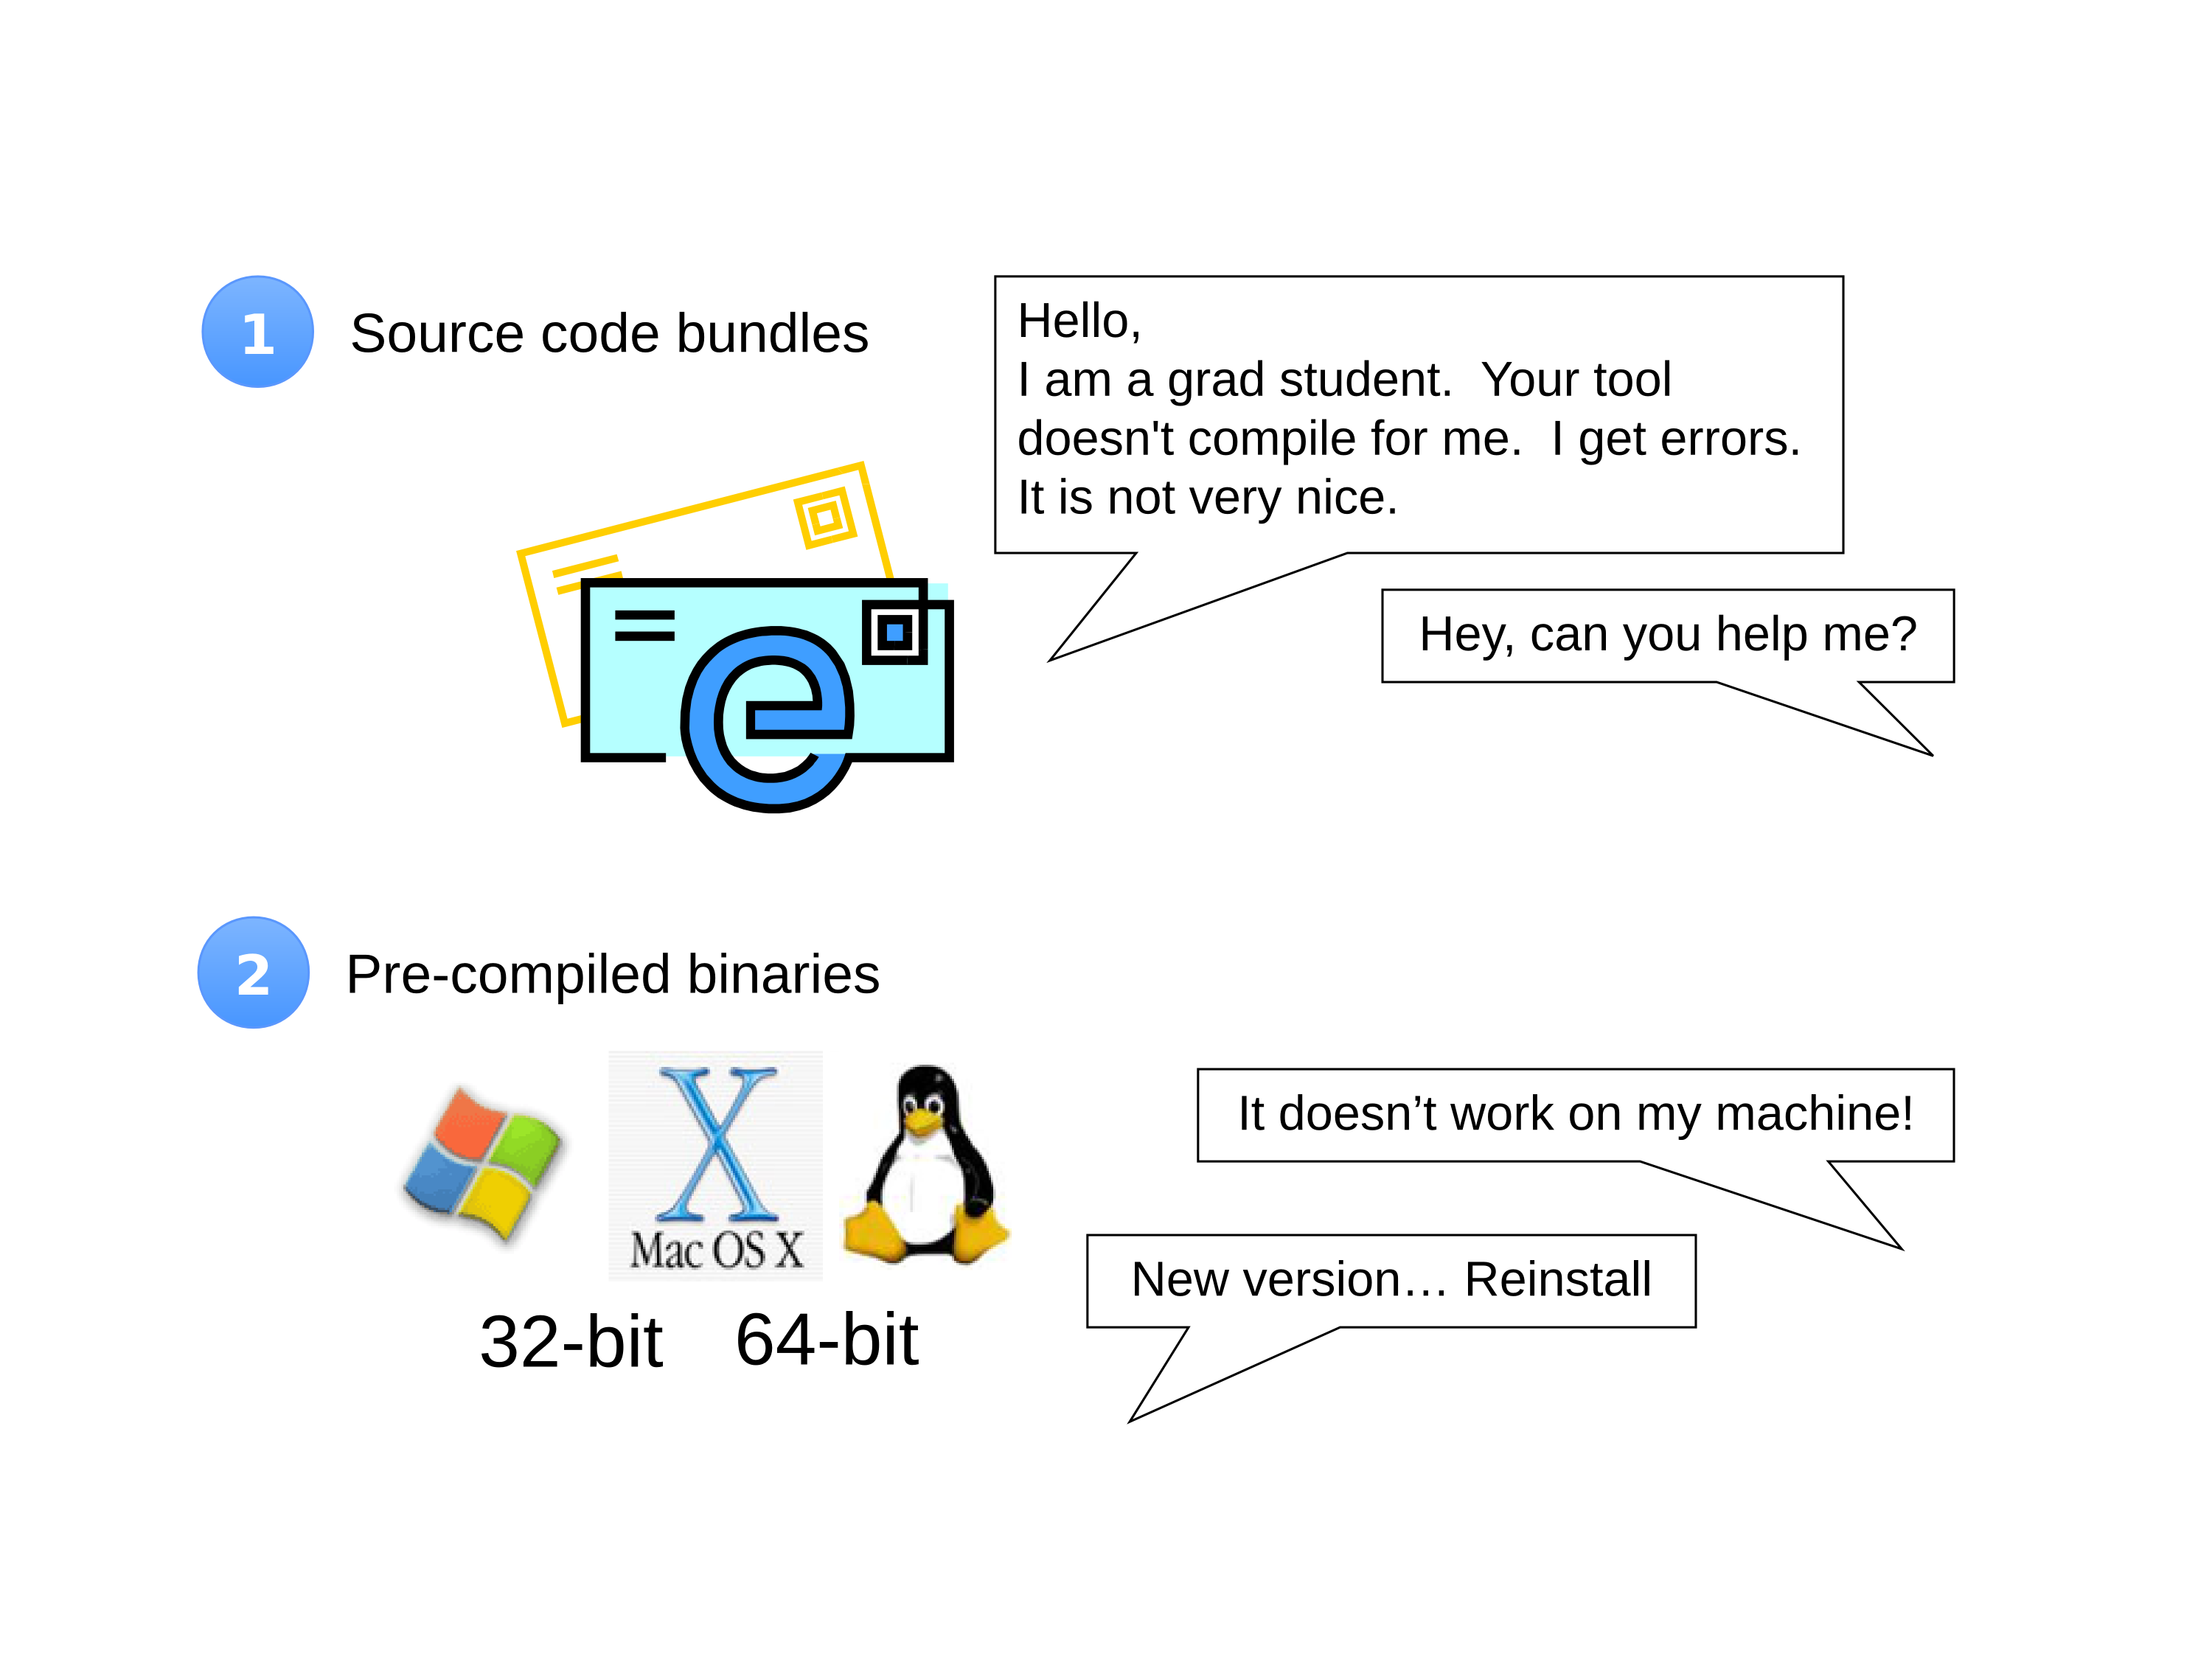 1
Source code bundles
Hello,
I am a grad student.  Your tool
doesn't compile for me.  I get errors.
It is not very nice.
Hey, can you help me?
e
2
Pre-compiled binaries
Mac OS X
32-bit
64-bit
It doesn’t work on my machine!
New version… Reinstall